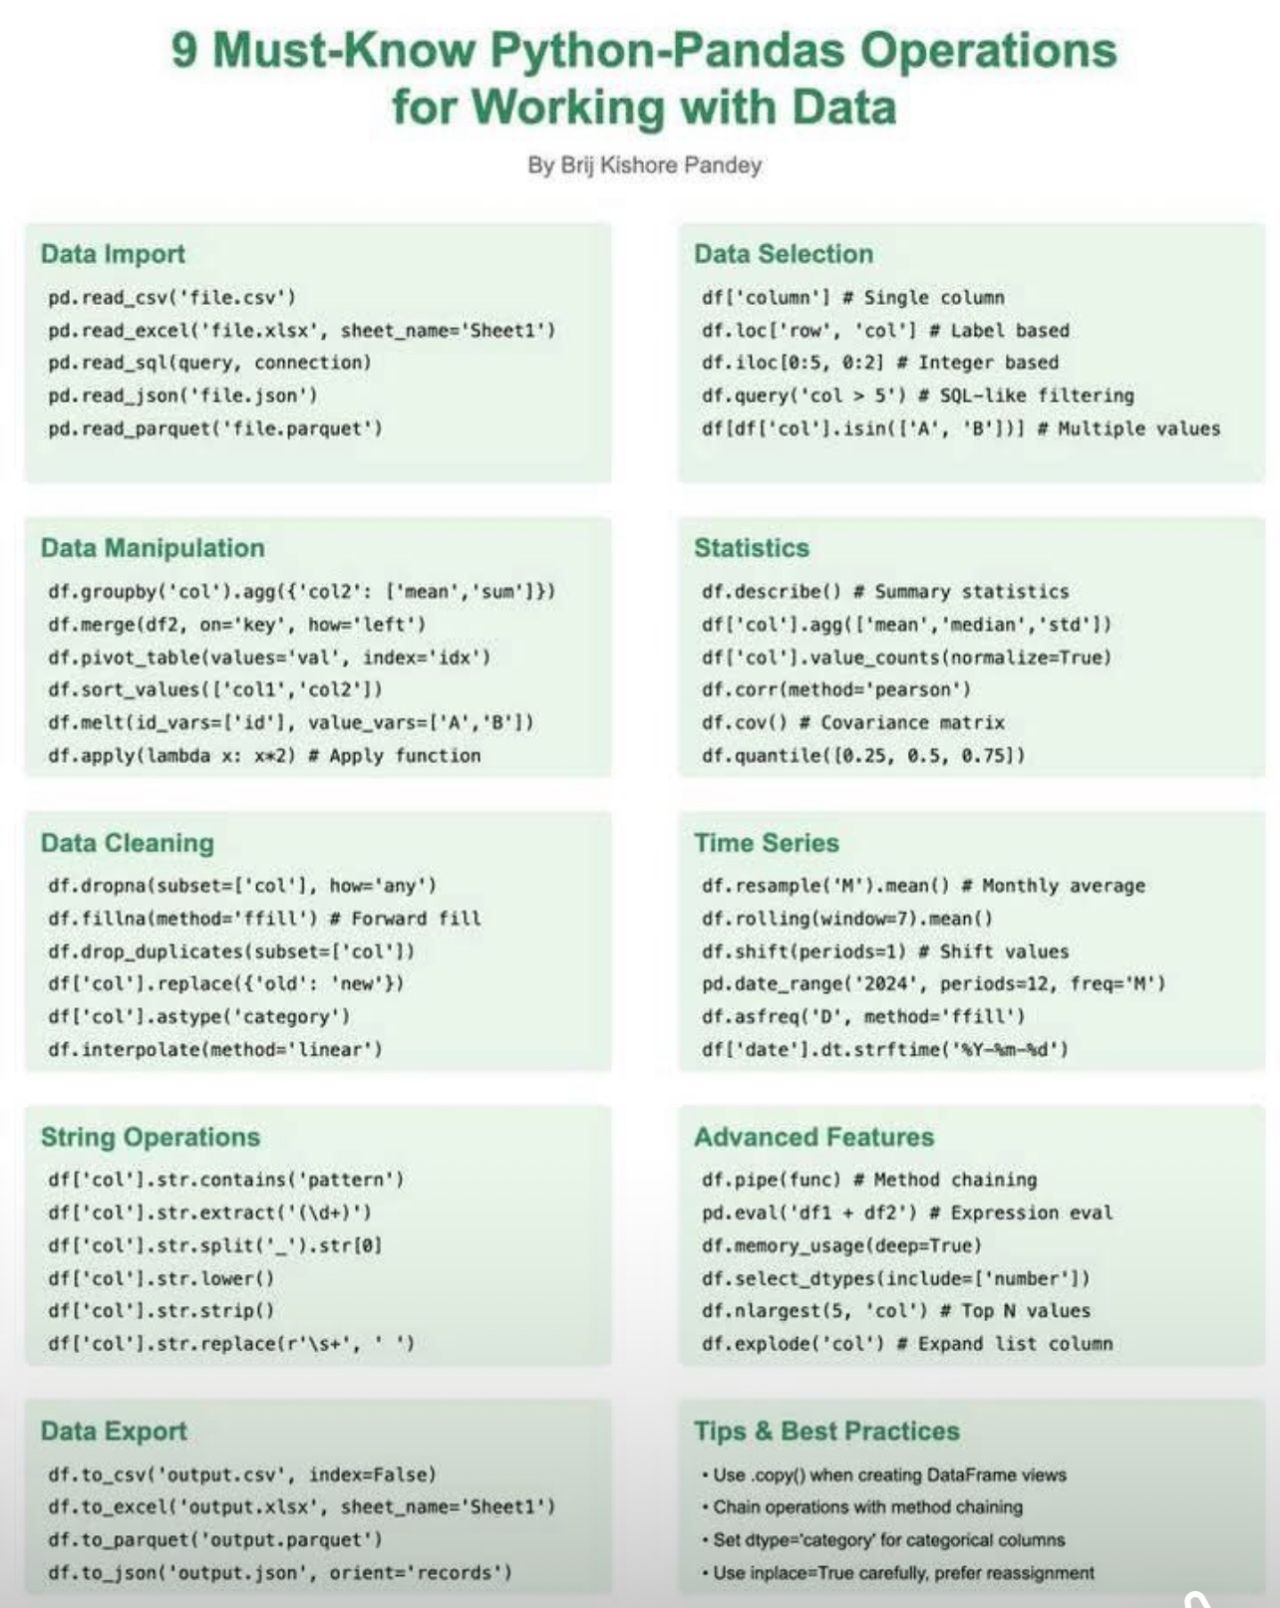 9 Must-Know Python-Pandas Operations
for Working with Data
By Brij Kishore Pandey
Data Import
pd.read_csv('file.csv')
pd.read_excel('file.xlsx', sheet_name='Sheet1')
pd.read_sql(query, connection)
pd.read_json('file.json')
pd.read_parquet('file.parquet')
Data Selection
df['column'] # Single column
df.loc['row', 'col'] # Label based
df.iloc[0:5, 0:2] # Integer based
df.query('col > 5') # SQL-like filtering
df[df['col'].isin(['A', 'B'])] # Multiple values
Data Manipulation
df.groupby('col').agg({'col2': ['mean','sum']})
df.merge(df2, on='key', how='left')
df.pivot_table(values='val', index='idx')
df.sort_values(['col1','col2'])
df.melt(id_vars=['id'], value_vars=['A','B'])
df.apply(lambda x: x*2) # Apply function
Statistics
df.describe() # Summary statistics
df['col'].agg(['mean','median','std'])
df['col'].value_counts(normalize=True)
df.corr(method='pearson')
df.cov() # Covariance matrix
df.quantile([0.25, 0.5, 0.75])
Data Cleaning
df.dropna(subset=['col'], how='any')
df.fillna(method='ffill') # Forward fill
df.drop_duplicates(subset=['col'])
df['col'].replace({'old': 'new'})
df['col'].astype('category')
df.interpolate(method='linear')
Time Series
df.resample('M').mean() # Monthly average
df.rolling(window=7).mean()
df.shift(periods=1) # Shift values
pd.date_range('2024', periods=12, freq='M')
df.asfreq('D', method='ffill')
df['date'].dt.strftime('%Y-%m-%d')
String Operations
df['col'].str.contains('pattern')
df['col'].str.extract('(\d+)')
df['col'].str.split('_').str[0]
df['col'].str.lower()
df['col'].str.strip()
df['col'].str.replace(r'\s+', ' ')
Advanced Features
df.pipe(func) # Method chaining
pd.eval('df1 + df2') # Expression eval
df.memory_usage(deep=True)
df.select_dtypes(include=['number'])
df.nlargest(5, 'col') # Top N values
df.explode('col') # Expand list column
Data Export
df.to_csv('output.csv', index=False)
df.to_excel('output.xlsx', sheet_name='Sheet1')
df.to_parquet('output.parquet')
df.to_json('output.json', orient='records')
Tips & Best Practices
• Use .copy() when creating DataFrame views
• Chain operations with method chaining
• Set dtype='category' for categorical columns
• Use inplace=True carefully, prefer reassignment